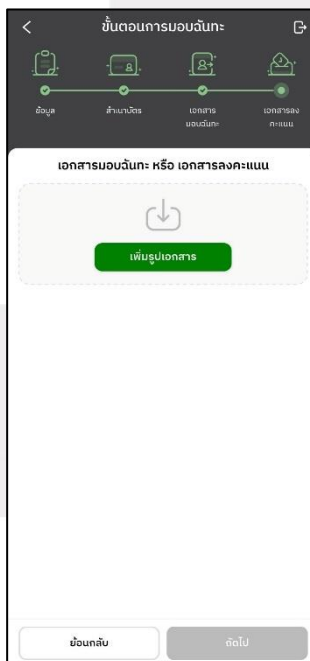 ขั้นตอนการมอบฉันทะ
ข้อมูล
สำเนาบัตร
เอกสาร
มอบฉันทะ
เอกสารลง
คะแนน
เอกสารมอบฉันทะ หรือ เอกสารลงคะแนน
เพิ่มรูปเอกสาร
ย้อนกลับ
ถัดไป